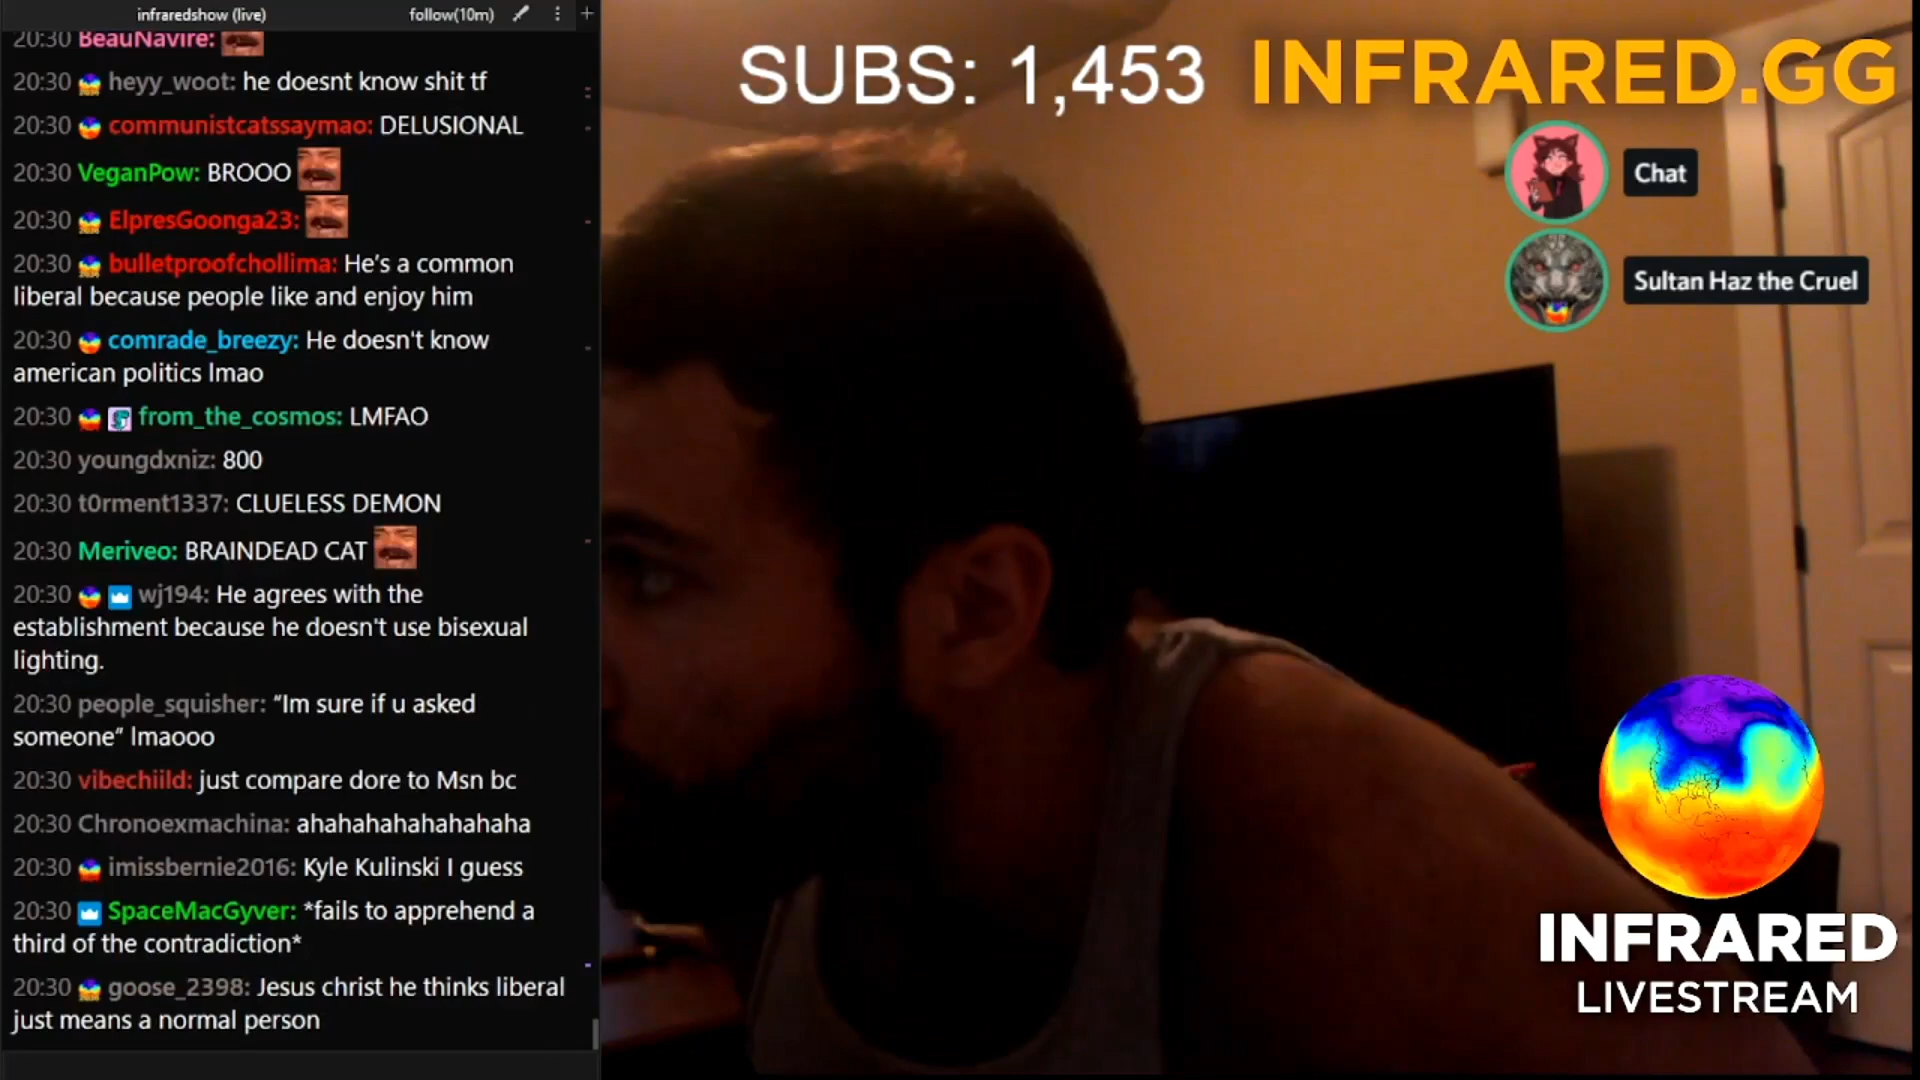 infraredshow (live)
follow(10m)
20:30 BeauNavire:
20:30 heyy_woot: he doesnt know shit tf
20:30 communistcatssaymao: DELUSIONAL
20:30 VeganPow: BROOO
20:30 ElpresGoonga23:
20:30 bulletproofchollima: He's a common
liberal because people like and enjoy him
20:30 comrade_breezy: He doesn't know
american politics lmao
20:30 from_the_cosmos: LMFAO
20:30 youngdxniz: 800
20:30 t0rment1337: CLUELESS DEMON
20:30 Meriveo: BRAINDEAD CAT
20:30 wj194: He agrees with the
establishment because he doesn't use bisexual
lighting.
20:30 people_squisher: “Im sure if u asked
someone” lmaooo
20:30 vibechiild: just compare dore to Msn bc
20:30 Chronoexmachina: ahahahahahahahaha
20:30 imissbernie2016: Kyle Kulinski I guess
20:30 SpaceMacGyver: *fails to apprehend a
third of the contradiction*
20:30 goose_2398: Jesus christ he thinks liberal
just means a normal person
SUBS: 1,453
INFRARED.GG
Chat
Sultan Haz the Cruel
INFRARED
LIVESTREAM